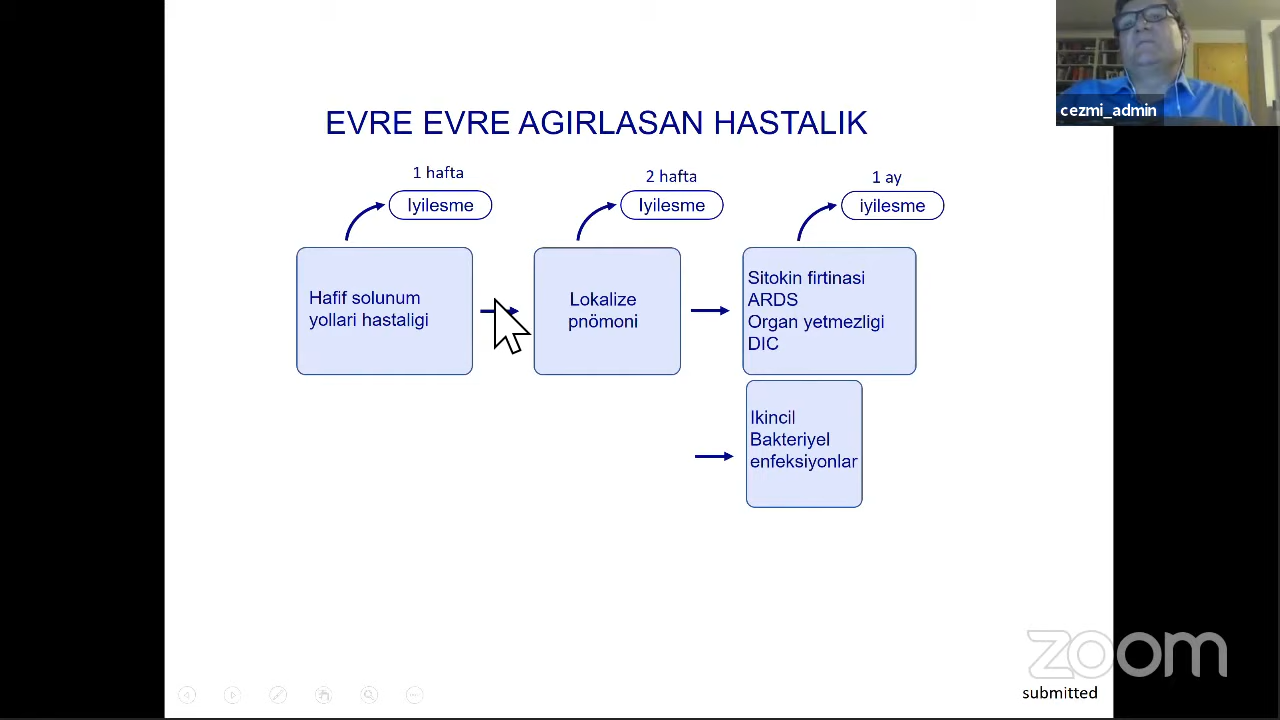 cezmi_admin
EVRE EVRE AGIRLASAN HASTALIK
1 hafta
Iyilesme
2 hafta
Iyilesme
1 ay
iyilesme
Hafif solunum
yollari hastaligi
Lokalize
pnömoni
Sitokin firtinasi
ARDS
Organ yetmezligi
DIC
Ikincil
Bakteriyel
enfeksiyonlar
zoom
submitted